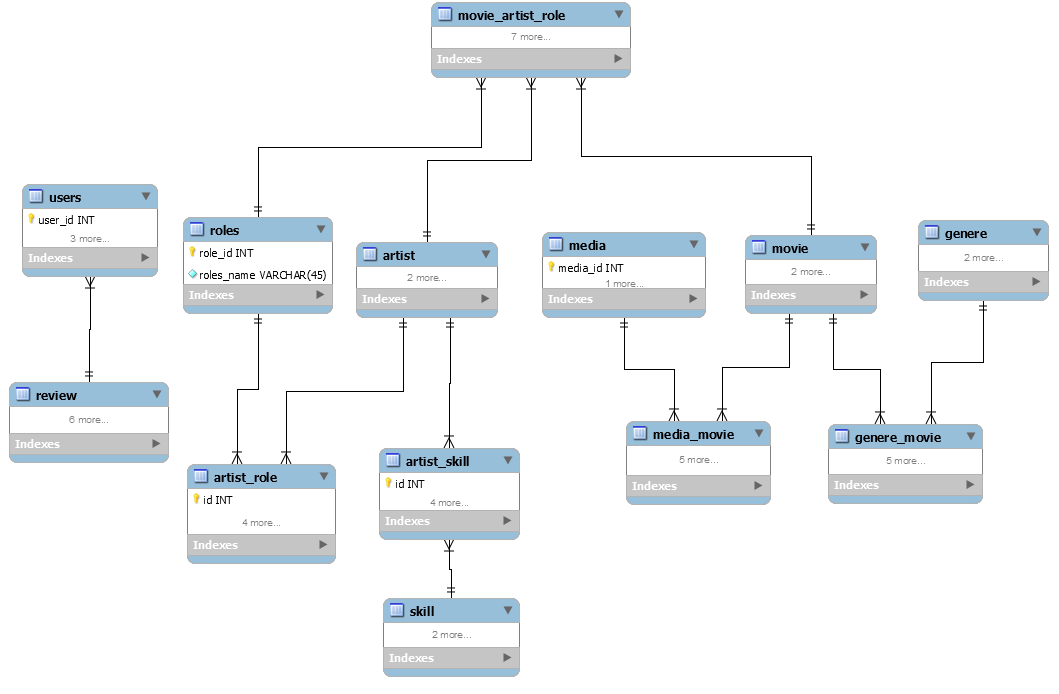 movie_artist_role
7 more...
Indexes
users
user_id INT
3 more...
Indexes
roles
role_id INT
roles_name VARCHAR(45)
Indexes
artist
2 more...
Indexes
media
media_id INT
1 more...
Indexes
movie
2 more...
Indexes
genere
2 more...
Indexes
review
6 more...
Indexes
artist_role
id INT
4 more...
Indexes
artist_skill
id INT
4 more...
Indexes
media_movie
5 more...
Indexes
genere_movie
5 more...
Indexes
skill
2 more...
Indexes